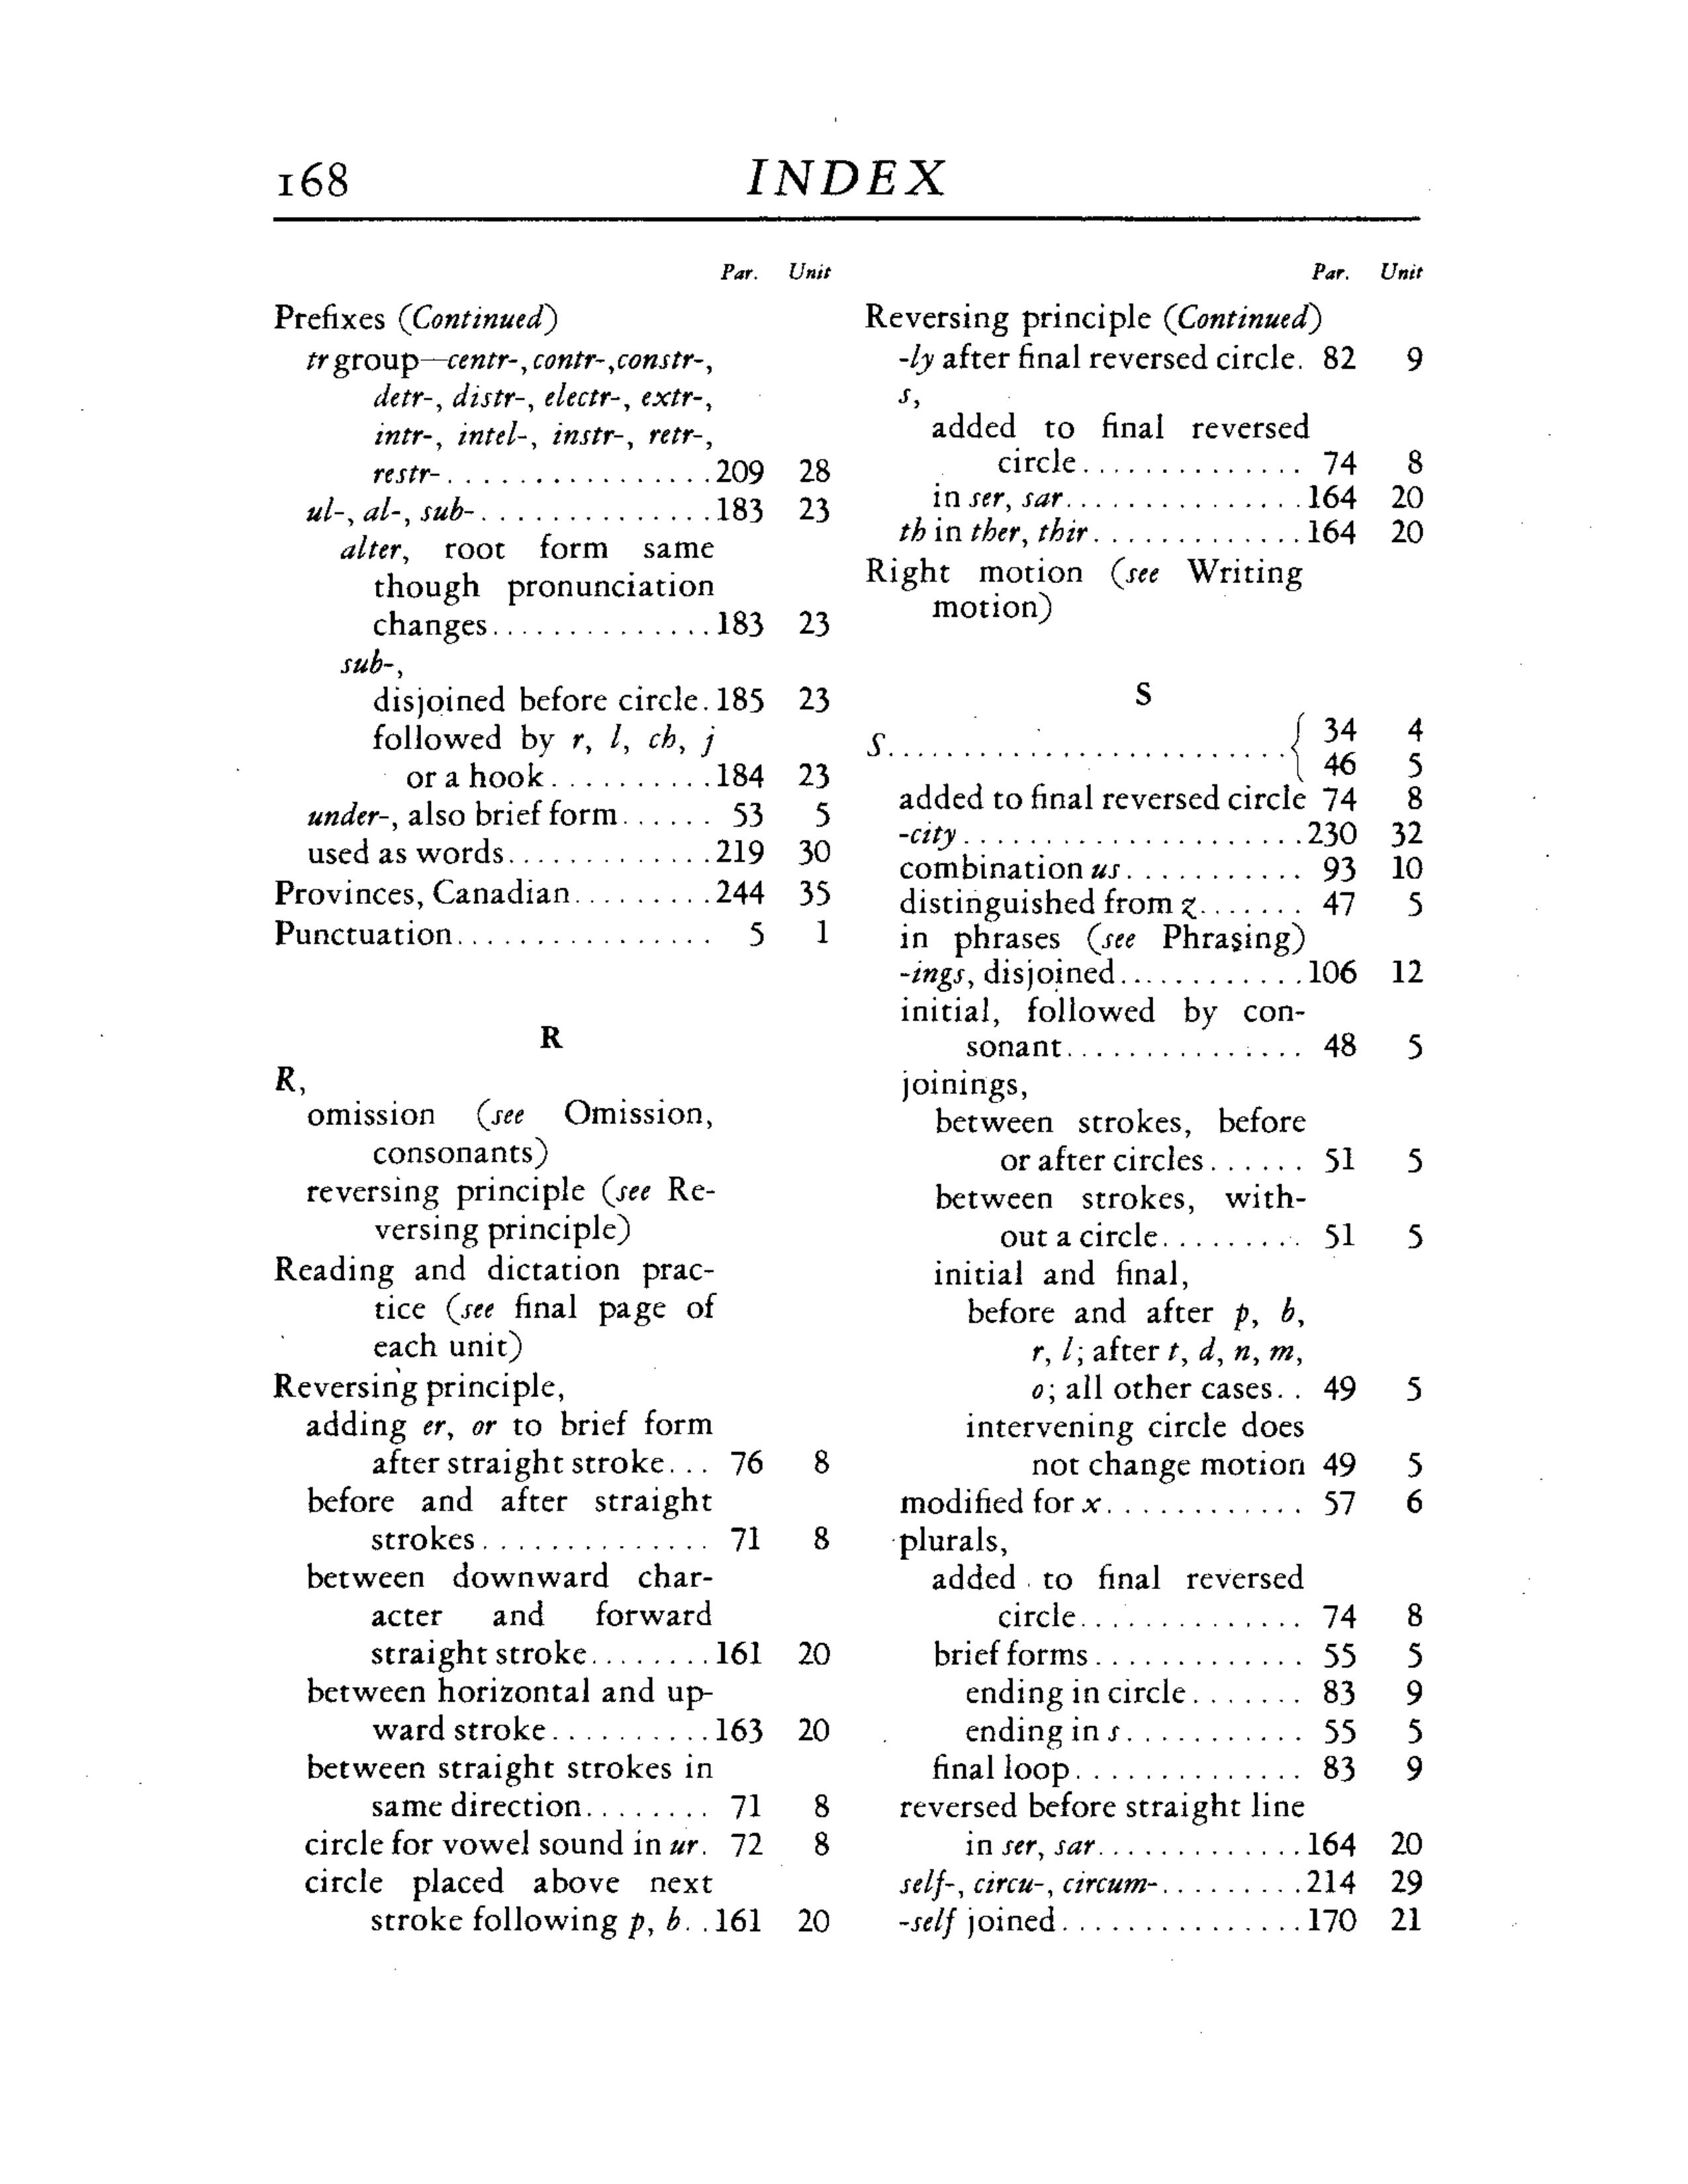 168 INDEX
Par. Unit
Prefixes (Continued)
tr group—centr-, contr-, constr-,
detr-, distr-, electr-, extr-,
intr-, intel-, instr-, retr-,
restr-.................209 28
ul-, al-, sub-...............183 23
alter, root form same
though pronunciation
changes...............183 23
sub-,
disjoined before circle.185 23
followed by r, l, ch, j
or a hook...........184 23
under-, also brief form...... 53 5
used as words..............219 30
Provinces, Canadian..........244 35
Punctuation................. 5 1
R
R,
omission (see Omission,
consonants)
reversing principle (see Re-
versing principle)
Reading and dictation prac-
tice (see final page of
each unit)
Reversing principle,
adding er, or to brief form
after straight stroke... 76 8
before and after straight
strokes............... 71 8
between downward char-
acter and forward
straight stroke........161 20
between horizontal and up-
ward stroke..........163 20
between straight strokes in
same direction........ 71 8
circle for vowel sound in ur. 72 8
circle placed above next
stroke following p, b..161 20
Par. Unit
Reversing principle (Continued)
-ly after final reversed circle. 82 9
s,
added to final reversed
circle............... 74 8
in ser, sar................164 20
th in ther, thir..............164 20
Right motion (see Writing
motion)
S
S..........................{ 34 4
46 5
added to final reversed circle 74 8
-city......................230 32
combination us............ 93 10
distinguished from z....... 47 5
in phrases (see Phrasing)
-ings, disjoined............106 12
initial, followed by con-
sonant................ 48 5
joinings,
between strokes, before
or after circles...... 51 5
between strokes, with-
out a circle.......... 51 5
initial and final,
before and after p, b,
r, l; after t, d, n, m,
o; all other cases.. 49 5
intervening circle does
not change motion 49 5
modified for x............. 57 6
plurals,
added to final reversed
circle............... 74 8
brief forms.............. 55 5
ending in circle....... 83 9
ending in s............ 55 5
final loop............... 83 9
reversed before straight line
in ser, sar.............164 20
self-, circu-, circum-.........214 29
-self joined................170 21